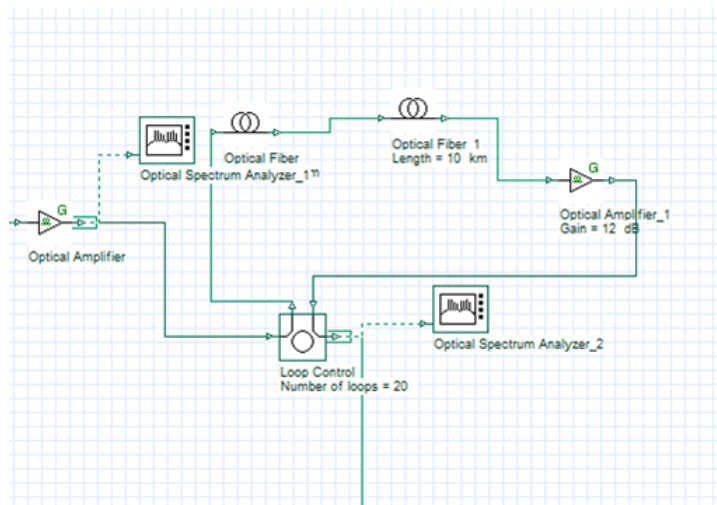 Optical Fiber
Optical Fiber 1
Length = 10 km
Optical Spectrum Analyzer_1
G
Optical Amplifier_1
Gain = 12 dB
G
Optical Amplifier
Optical Spectrum Analyzer_2
Loop Control
Number of loops = 20